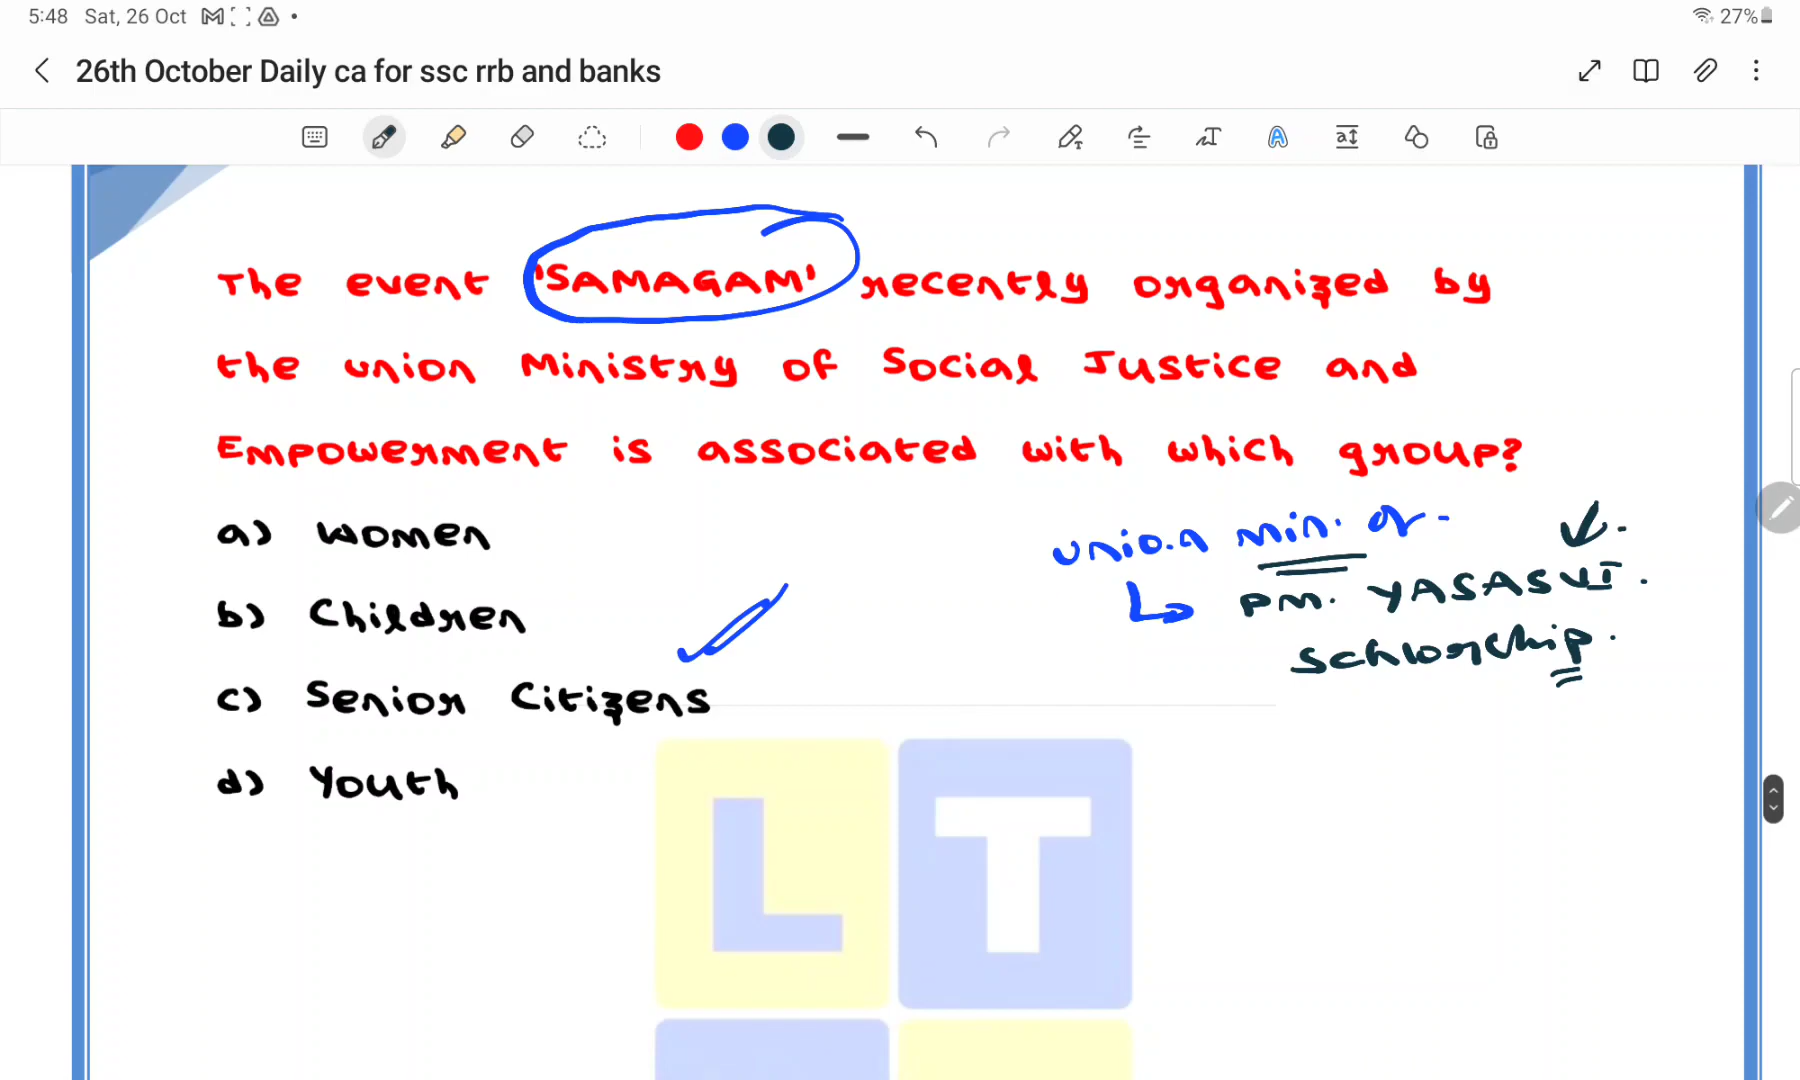 5:48 Sat, 26 Oct
27%
26th October Daily ca for ssc rrb and banks
The event 'SAMAGAM' recently organized by
the union Ministry of Social Justice and
Empowerment is associated with which group?
a) Women
b) Children
c) Senior Citizens
d) Youth
union min. of -
pm. YASASVI.
Schlorship.
L T